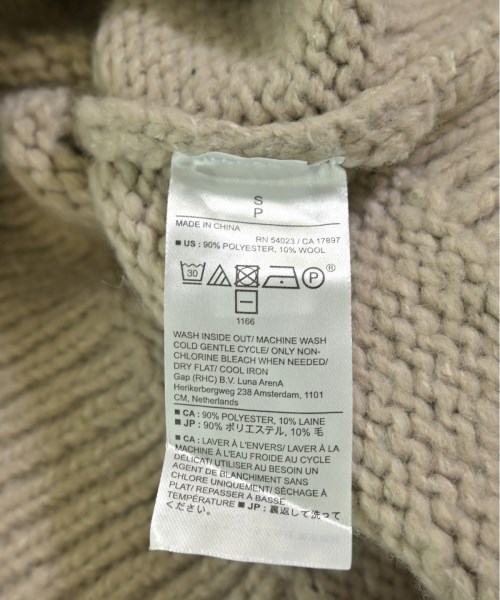 S
P
MADE IN CHINA
RN 54023 / CA 17897
■ US : 90% POLYESTER, 10% WOOL
30 P ®
1166
WASH INSIDE OUT/ MACHINE WASH
COLD GENTLE CYCLE/ ONLY NON-
CHLORINE BLEACH WHEN NEEDED/
DRY FLAT/ COOL IRON
Gap (RHC) B.V. Luna ArenA
Herikerbergweg 238 Amsterdam, 1101
CM, Netherlands
■ CA : 90% POLYESTER, 10% LAINE
■ JP : 90% ポリエステル, 10% 毛
■ CA : LAVER À L'ENVERS/ LAVER À LA
MACHINE À L'EAU FROIDE AU CYCLE
DÉLICAT/ UTILISER AU BESOIN UN
AGENT DE BLANCHIMENT SANS
CHLORE UNIQUEMENT/ SÉCHAGE À
PLAT/ REPASSER À BASSE
TEMPÉRATURE ■ JP : 裏返して洗って
ください。